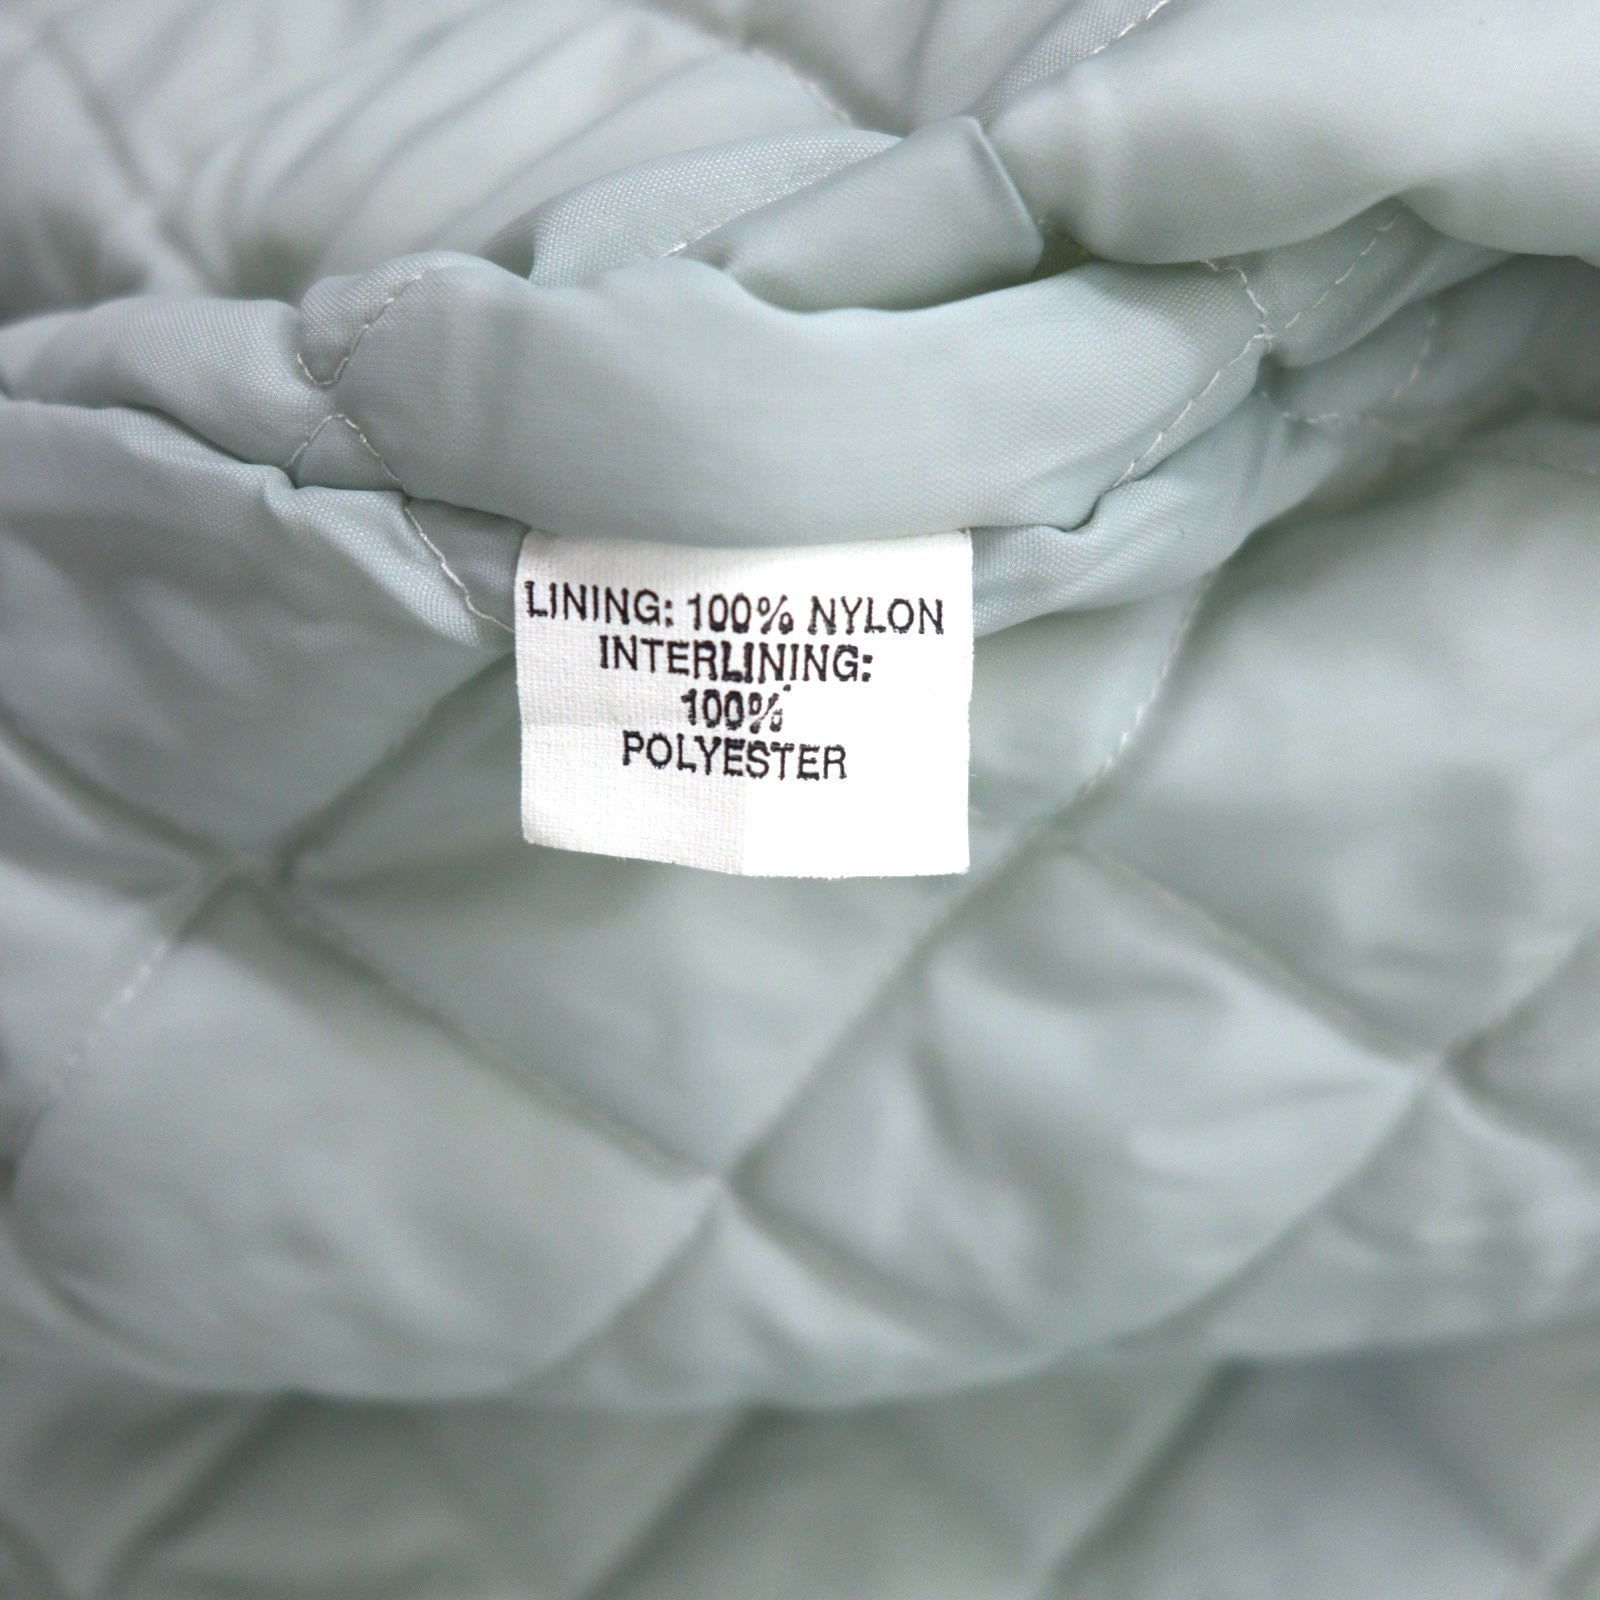 LINING: 100% NYLON
INTERLINING:
100%
POLYESTER